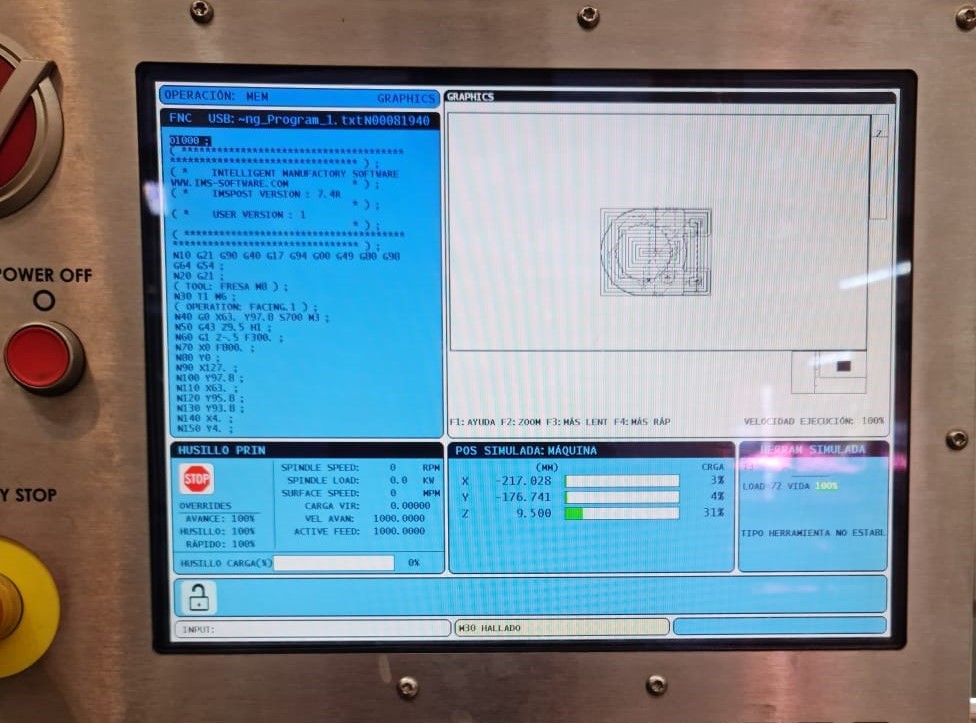 OPERACIÓN: MEM
GRAPHICS
FNC USB:~ng_Program_1.txt N00081940
O1000 ;
( **********************************
***************************** ) ;
( * INTELLIGENT MANUFACTORY SOFTWARE
WWW.IMS-SOFTWARE.COM * ) ;
( * IMSPOST VERSION : 7.4R
* ) ;
( * USER VERSION : 1
* ) ;
( **********************************
***************************** ) ;
N10 G21 G90 G40 G17 G94 G00 G49 G80 G98
G64 G54 ;
N20 G21 ;
( TOOL: FRESA M8 ) ;
N30 T1 M6 ;
( OPERATION: FACING.1 ) ;
N40 G0 X63. Y97.8 S700 M3 ;
N50 G43 Z9.5 H1 ;
N60 G1 Z-.5 F300. ;
N70 X0 F800. ;
N80 Y0 ;
N90 X127. ;
N100 Y97.8 ;
N110 X63. ;
N120 Y95.8 ;
N130 Y93.8 ;
N140 X4. ;
N150 Y4. ;
GRAPHICS
Z
F1: AYUDA F2: ZOOM F3: MÁS LENT F4: MÁS RÁP
VELOCIDAD EJECUCIÓN: 100%
HUSILLO PRIN
STOP
SPINDLE SPEED: 0 RPM
SPINDLE LOAD: 0.0 KW
SURFACE SPEED: 0 MPM
CARGA VIR: 0.00000
VEL AVAN: 1000.0000
ACTIVE FEED: 1000.0000
OVERRIDES
AVANCE: 100%
HUSILLO: 100%
RÁPIDO: 100%
HUSILLO CARGA(%) 0%
POS SIMULADA: MÁQUINA
(MM) CRGA
X -217.028 3%
Y -176.741 4%
Z 9.500 31%
HERRAM SIMULADA
VIDA 100%
TIPO HERRAMIENTA NO ESTABL
INPUT:
M30 HALLADO
POWER OFF
Y STOP